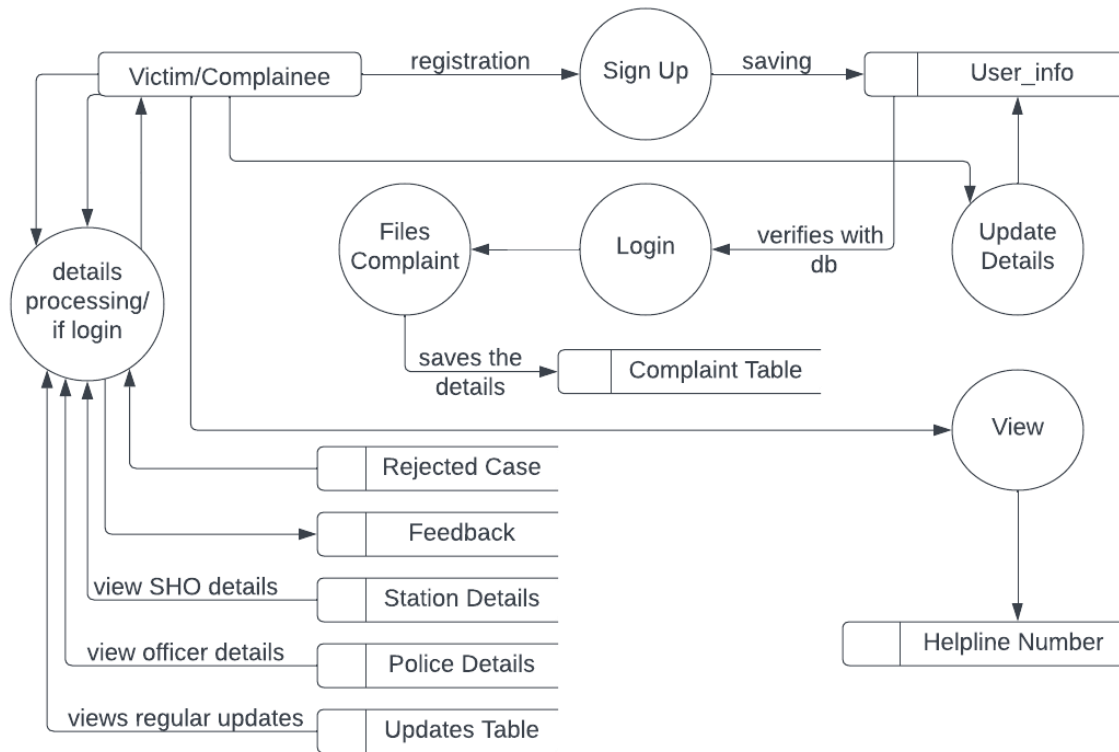 Victim/Complainee
registration
Sign Up
saving
User_info
Files
Complaint
Login
verifies with
db
Update
Details
details
processing/
if login
saves the
details
Complaint Table
View
Rejected Case
Feedback
view SHO details
Station Details
Helpline Number
view officer details
Police Details
views regular updates
Updates Table